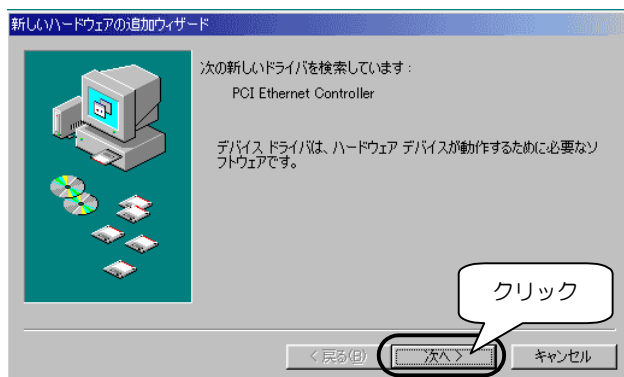 新しいハードウェアの追加ウィザード
次の新しいドライバを検索しています：
PCI Ethernet Controller
デバイス ドライバは、ハードウェア デバイスが動作するために必要なソ
フトウェアです。
クリック
< 戻る(B)
次へ >
キャンセル